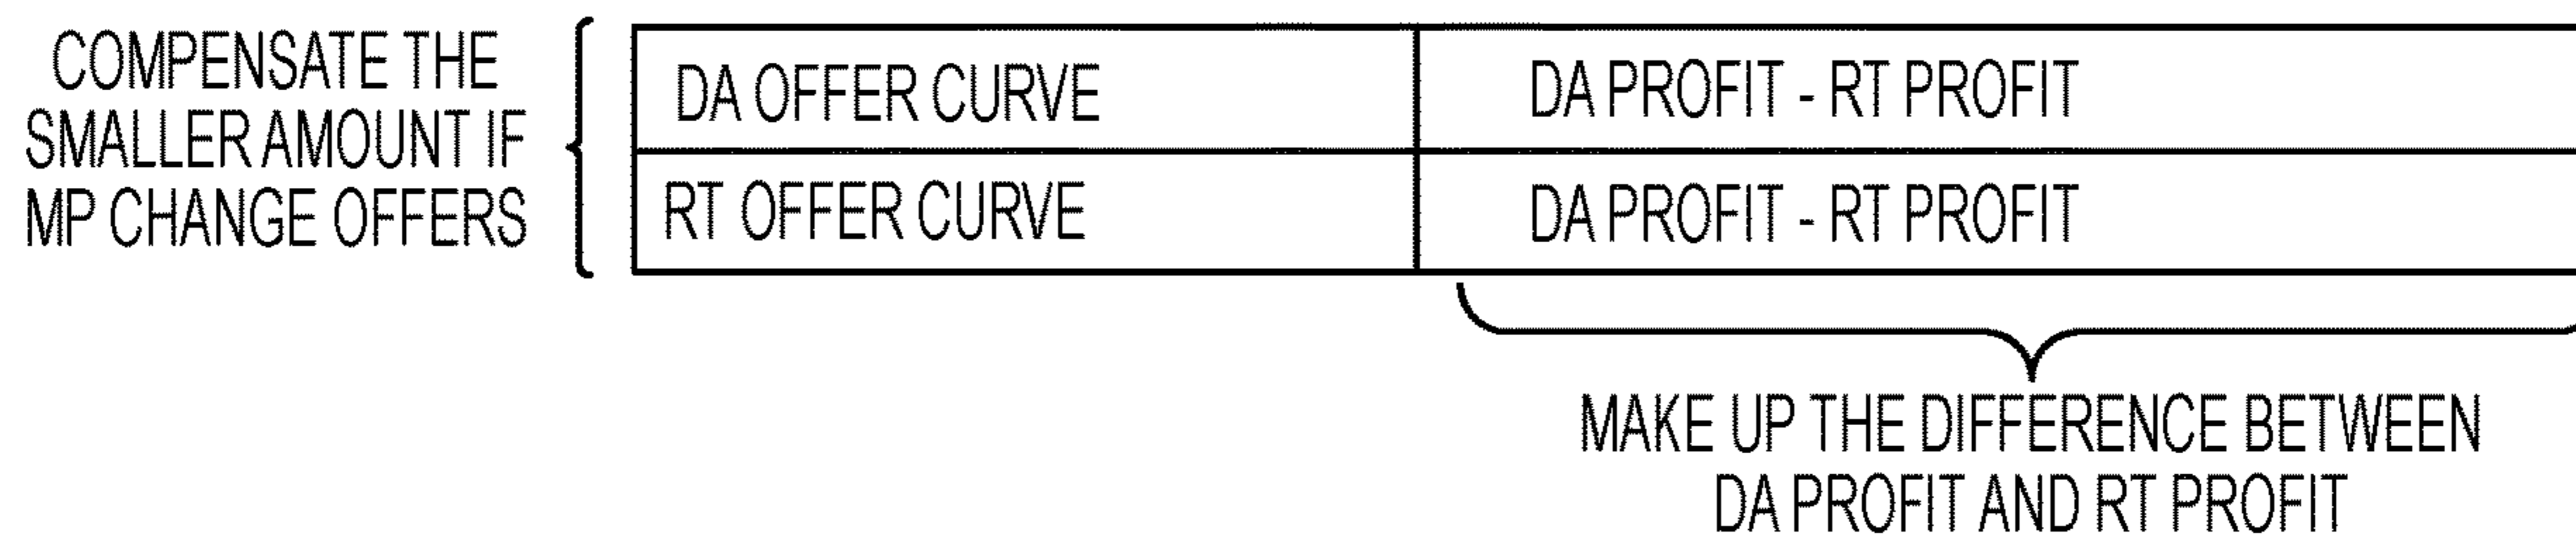 COMPENSATE THE
SMALLER AMOUNT IF
MP CHANGE OFFERS
DA OFFER CURVE
DA PROFIT - RT PROFIT
RT OFFER CURVE
DA PROFIT - RT PROFIT
MAKE UP THE DIFFERENCE BETWEEN
DA PROFIT AND RT PROFIT